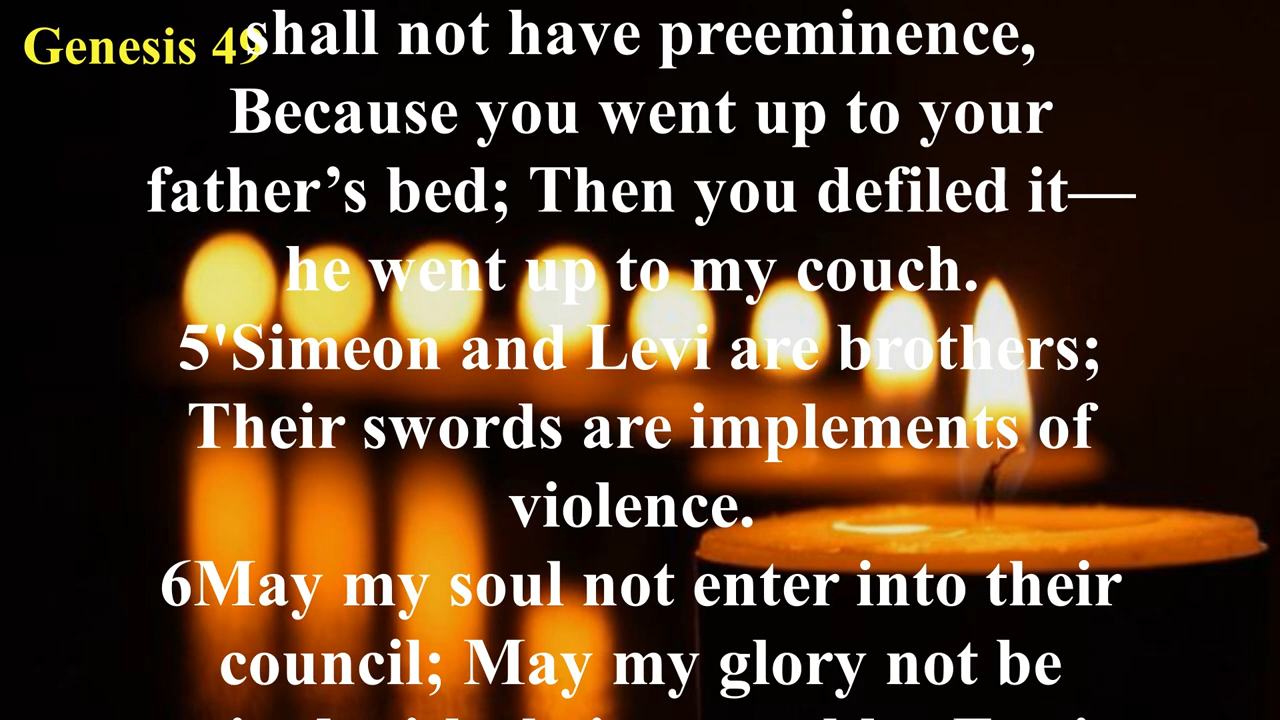 Genesis 49
shall not have preeminence,
Because you went up to your
father’s bed; Then you defiled it—
he went up to my couch.
5'Simeon and Levi are brothers;
Their swords are implements of
violence.
6May my soul not enter into their
council; May my glory not be